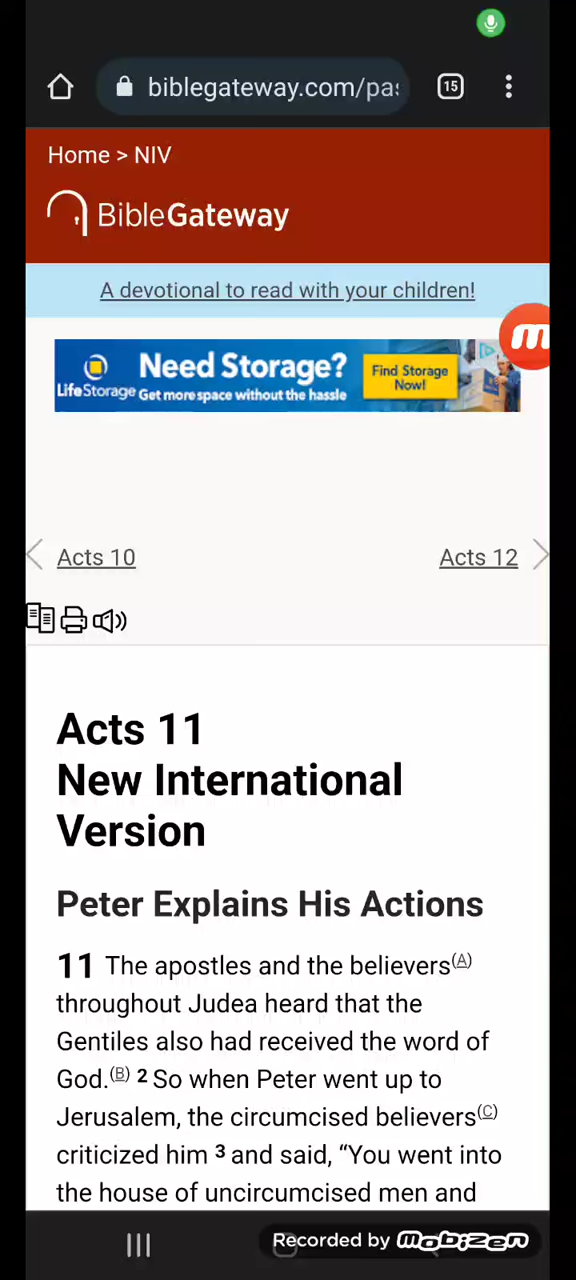 15
biblegateway.com/pas
Home > NIV
BibleGateway
A devotional to read with your children!
m
LifeStorage
Need Storage?
Get more space without the hassle
Find Storage
Now!
Acts 10
Acts 12
Acts 11
New International
Version
Peter Explains His Actions
11 The apostles and the believers(A)
throughout Judea heard that the
Gentiles also had received the word of
God.(B) 2 So when Peter went up to
Jerusalem, the circumcised believers(C)
criticized him 3 and said, “You went into
the house of uncircumcised men and
Recorded by mobizen